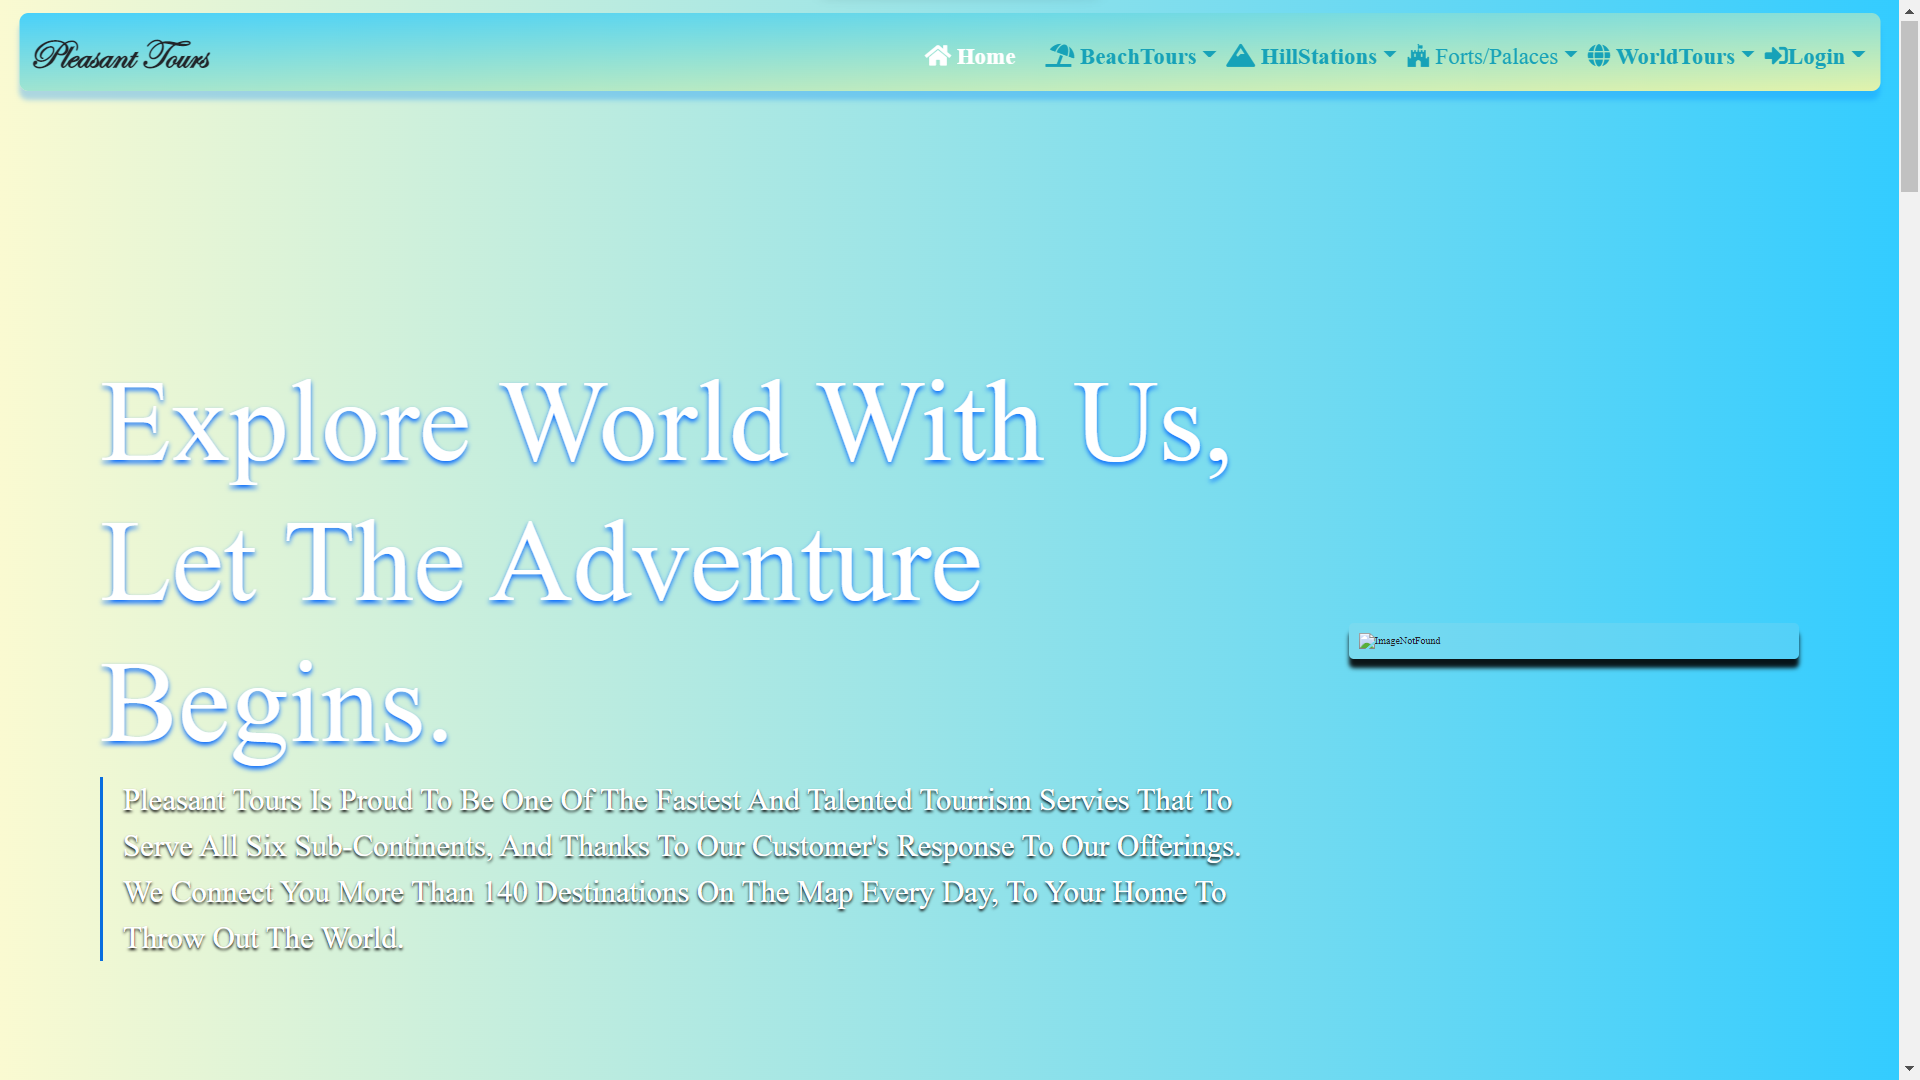 Pleasant Tours
Home
BeachTours
HillStations
Forts/Palaces
WorldTours
Login
Explore World With Us,
Let The Adventure
Begins.
Pleasant Tours Is Proud To Be One Of The Fastest And Talented Tourrism Servies That To
Serve All Six Sub-Continents, And Thanks To Our Customer's Response To Our Offerings.
We Connect You More Than 140 Destinations On The Map Every Day, To Your Home To
Throw Out The World.
ImageNotFound